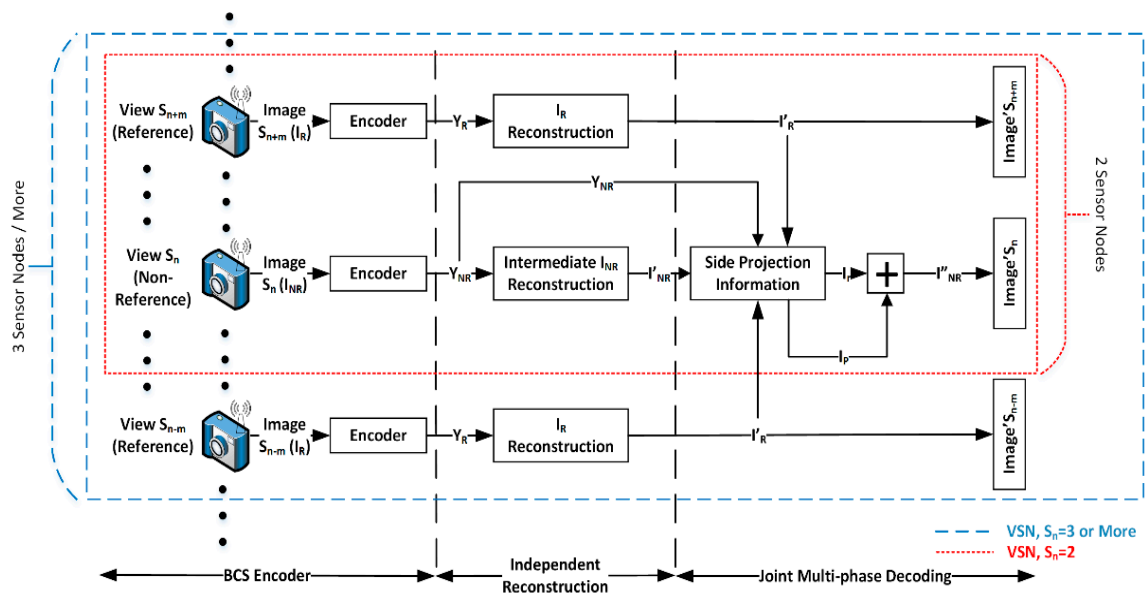 3 Sensor Nodes / More
View Sn+m
(Reference)
Image
Sn+m (IR)
Encoder
YR
IR
Reconstruction
I'R
Image'Sn+m
2 Sensor Nodes
YNR
View Sn
(Non-
Reference)
Image
Sn (INR)
Encoder
YNR
Intermediate INR
Reconstruction
I'NR
Side Projection
Information
Ir
+
I''NR
Image'Sn
IP
View Sn-m
(Reference)
Image
Sn-m (IR)
Encoder
YR
IR
Reconstruction
I'R
Image'Sn-m
VSN, Sn=3 or More
VSN, Sn=2
BCS Encoder
Independent
Reconstruction
Joint Multi-phase Decoding